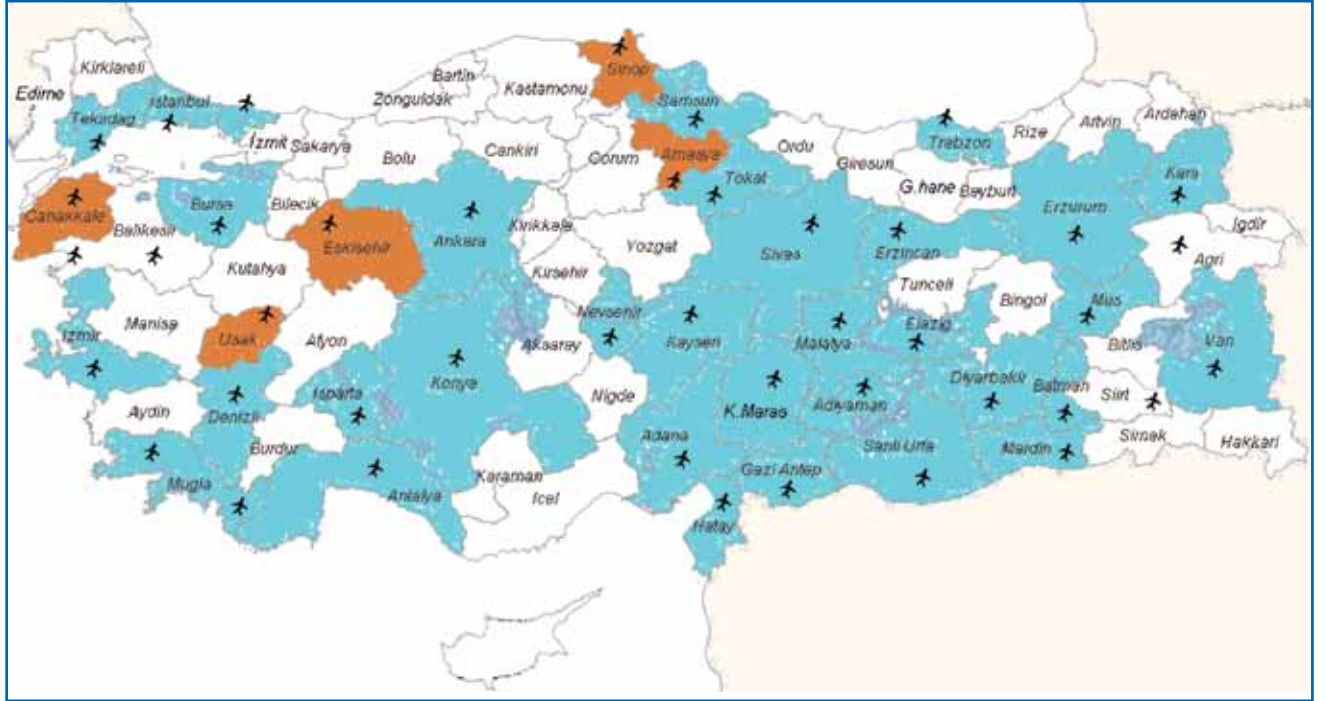 Kirklareli
Edirne
Tekirdag
istanbul
İzmit
Sakarya
Bartin
Zonguldak
Kastamonu
Sinop
Samsun
Bolu
Cankiri
Corum
Amasya
Tokat
Ordu
Giresun
Trabzon
Rize
Artvin
Ardahan
G.hane
Bayburt
Erzurum
Kars
Igdir
Agri
Canakkale
Balikesir
Bursa
Bilecik
Eskisehir
Ankara
Kirikkale
Yozgat
Sivas
Erzincan
Kutahya
Kirsehir
Tunceli
Bingol
Mus
Manisa
Usak
Afyon
Nevsehir
Kayseri
Malatya
Elazig
Bitlis
Van
izmir
Aksaray
Konya
Isparta
Nigde
K.Maras
Adiyaman
Diyarbakir
Batman
Siirt
Aydin
Denizli
Burdur
Adana
Gazi Antep
Sanli Urfa
Mardin
Sirnak
Hakkari
Mugla
Antalya
Karaman
Icel
Hatay